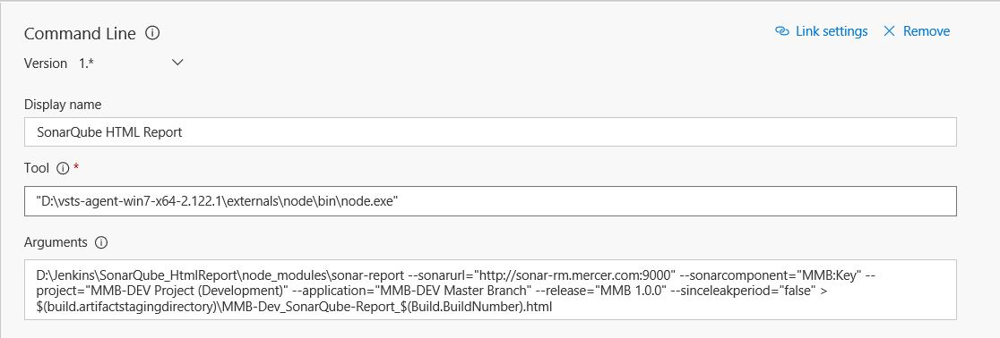 Command Line
Link settings
Remove
Version 1.*
Display name
SonarQube HTML Report
Tool *
"D:\vsts-agent-win7-x64-2.122.1\externals\node\bin\node.exe"
Arguments
D:\Jenkins\SonarQube_HtmlReport\node_modules\sonar-report --sonarurl="http://sonar-rm.mercer.com:9000" --sonarcomponent="MMB:Key" --
project="MMB-DEV Project (Development)" --application="MMB-DEV Master Branch" --release="MMB 1.0.0" --sinceleakperiod="false" >
$(build.artifactstagingdirectory)\MMB-Dev_SonarQube-Report_$(Build.BuildNumber).html